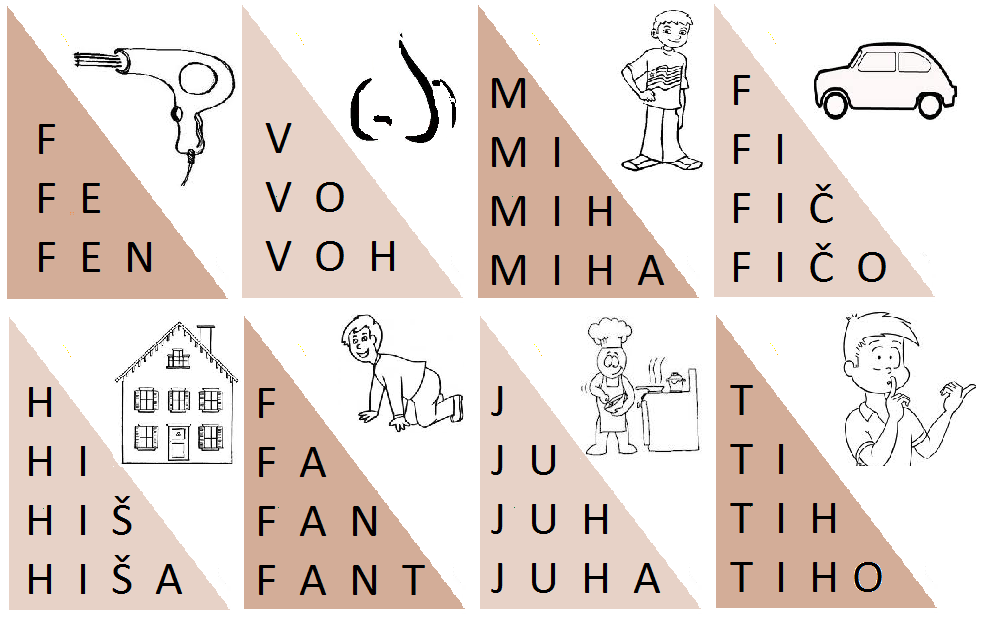 F
F E
F E N
V
V O
V O H
M
M I
M I H
M I H A
F
F I
F I Č
F I Č O
H
H I
H I Š
H I Š A
F
F A
F A N
F A N T
J
J U
J U H
J U H A
T
T I
T I H
T I H O